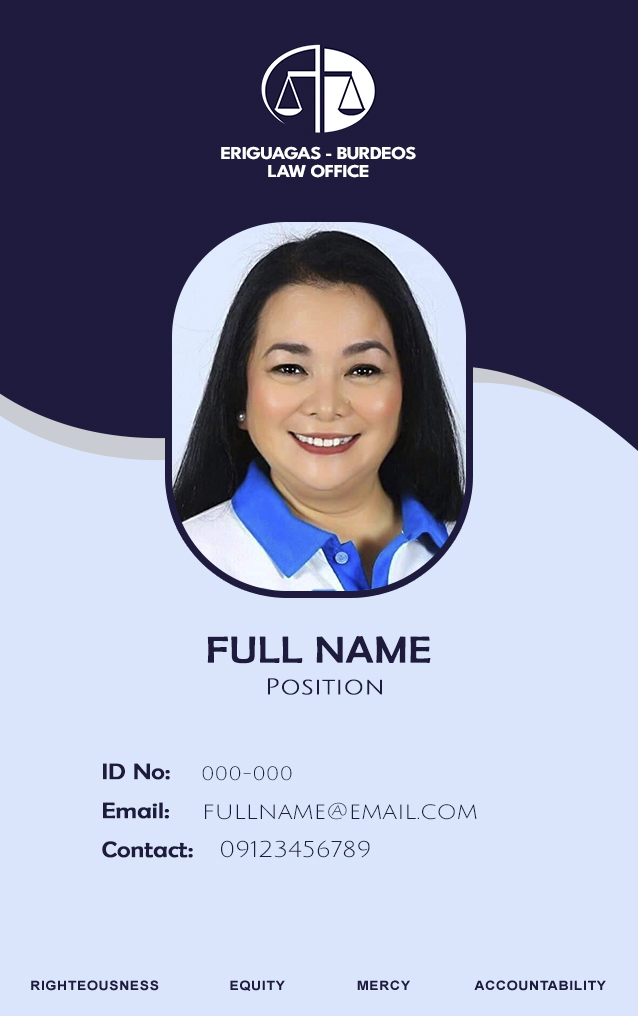 ERIGUAGAS - BURDEOS
LAW OFFICE
FULL NAME
POSITION
ID No: 000-000
Email: FULLNAME@EMAIL.COM
Contact: 09123456789
RIGHTEOUSNESS EQUITY MERCY ACCOUNTABILITY